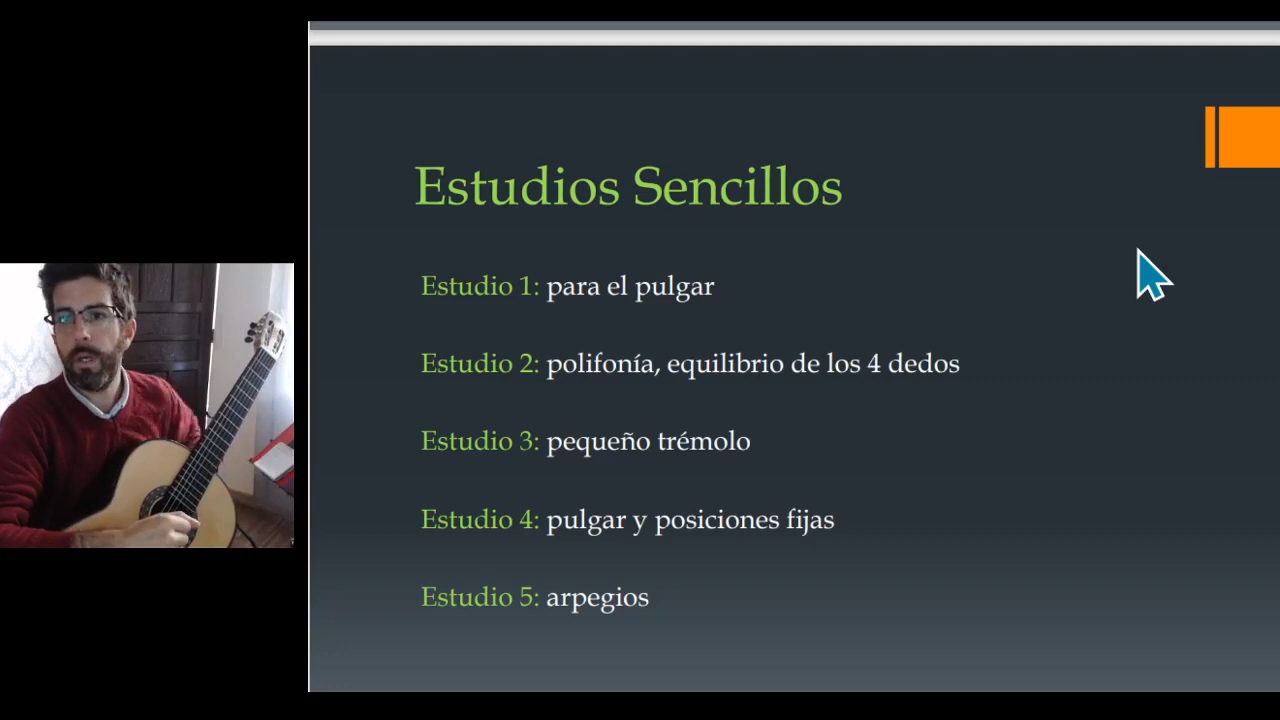 Estudios Sencillos
Estudio 1: para el pulgar
Estudio 2: polifonía, equilibrio de los 4 dedos
Estudio 3: pequeño trémolo
Estudio 4: pulgar y posiciones fijas
Estudio 5: arpegios